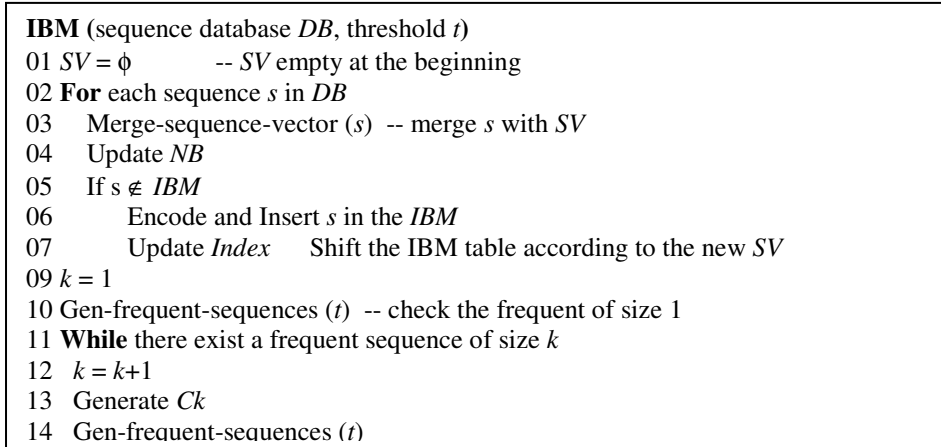 IBM (sequence database DB, threshold t)
01 SV = ϕ -- SV empty at the beginning
02 For each sequence s in DB
03 Merge-sequence-vector (s) -- merge s with SV
04 Update NB
05 If s ∉ IBM
06 Encode and Insert s in the IBM
07 Update Index Shift the IBM table according to the new SV
09 k = 1
10 Gen-frequent-sequences (t) -- check the frequent of size 1
11 While there exist a frequent sequence of size k
12 k = k+1
13 Generate Ck
14 Gen-frequent-sequences (t)